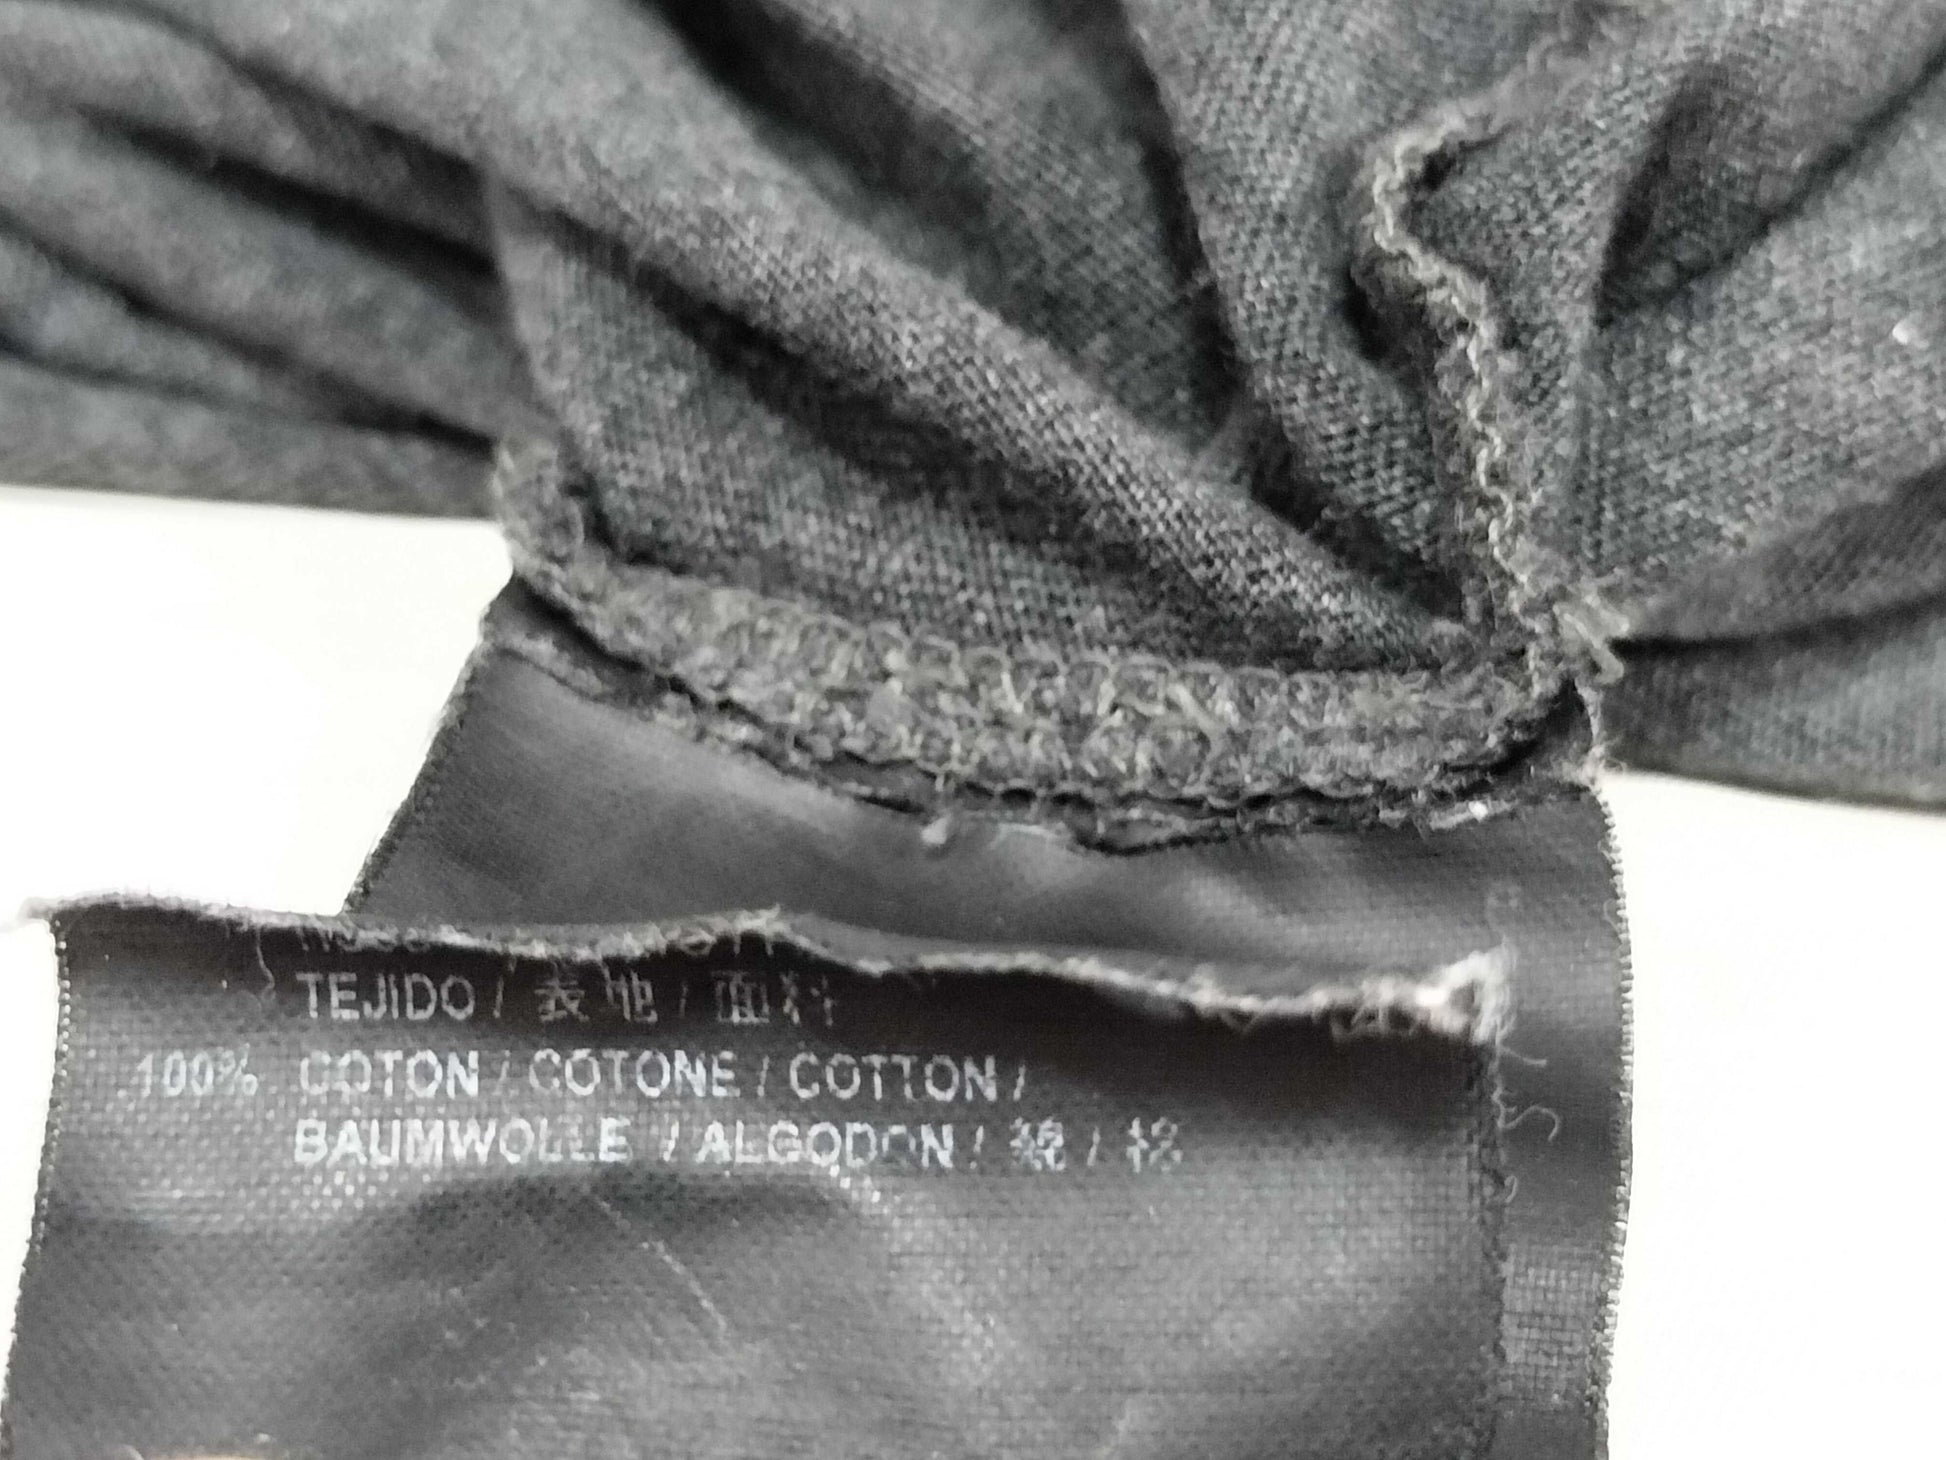 TEJIDO / 表地 / 面料
100% COTON / COTONE / COTTON /
BAUMWOLLE / ALGODON / 綿 / 棉